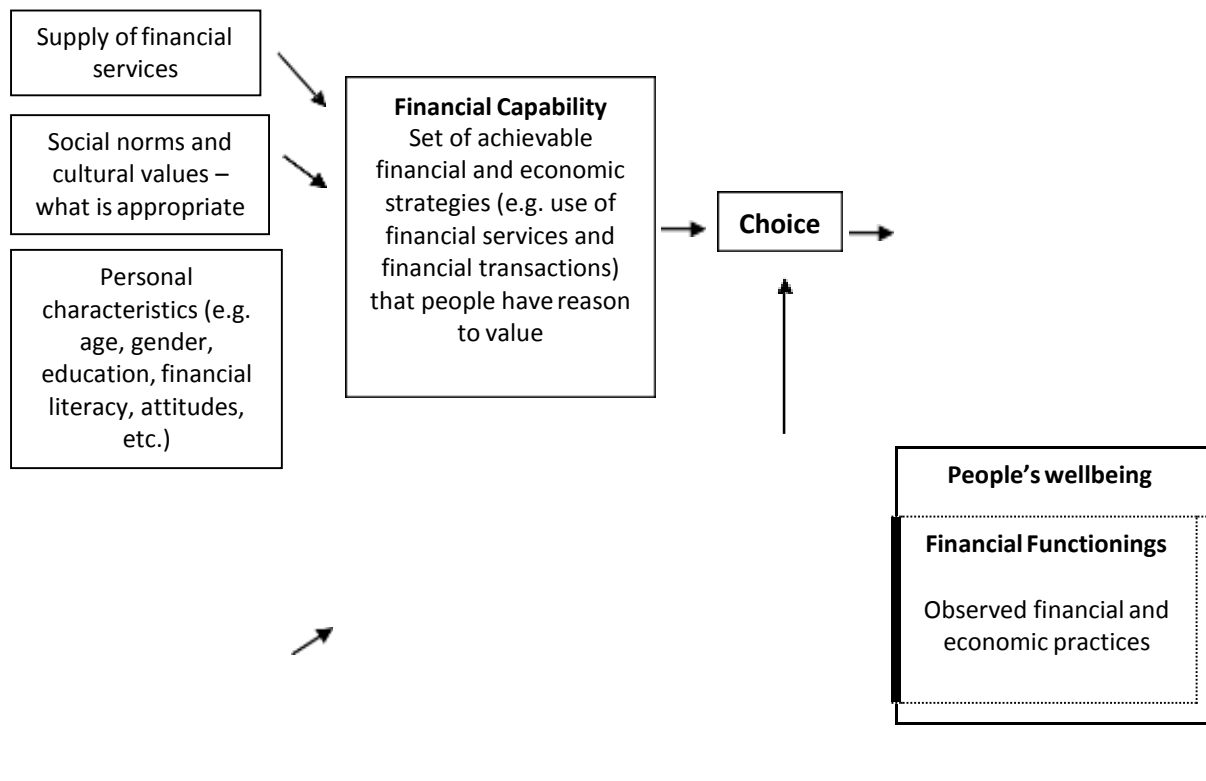 Supply of financial
services
Social norms and
cultural values –
what is appropriate
Personal
characteristics (e.g.
age, gender,
education, financial
literacy, attitudes,
etc.)
Financial Capability
Set of achievable
financial and economic
strategies (e.g. use of
financial services and
financial transactions)
that people have reason
to value
Choice
People’s wellbeing
Financial Functionings
Observed financial and
economic practices